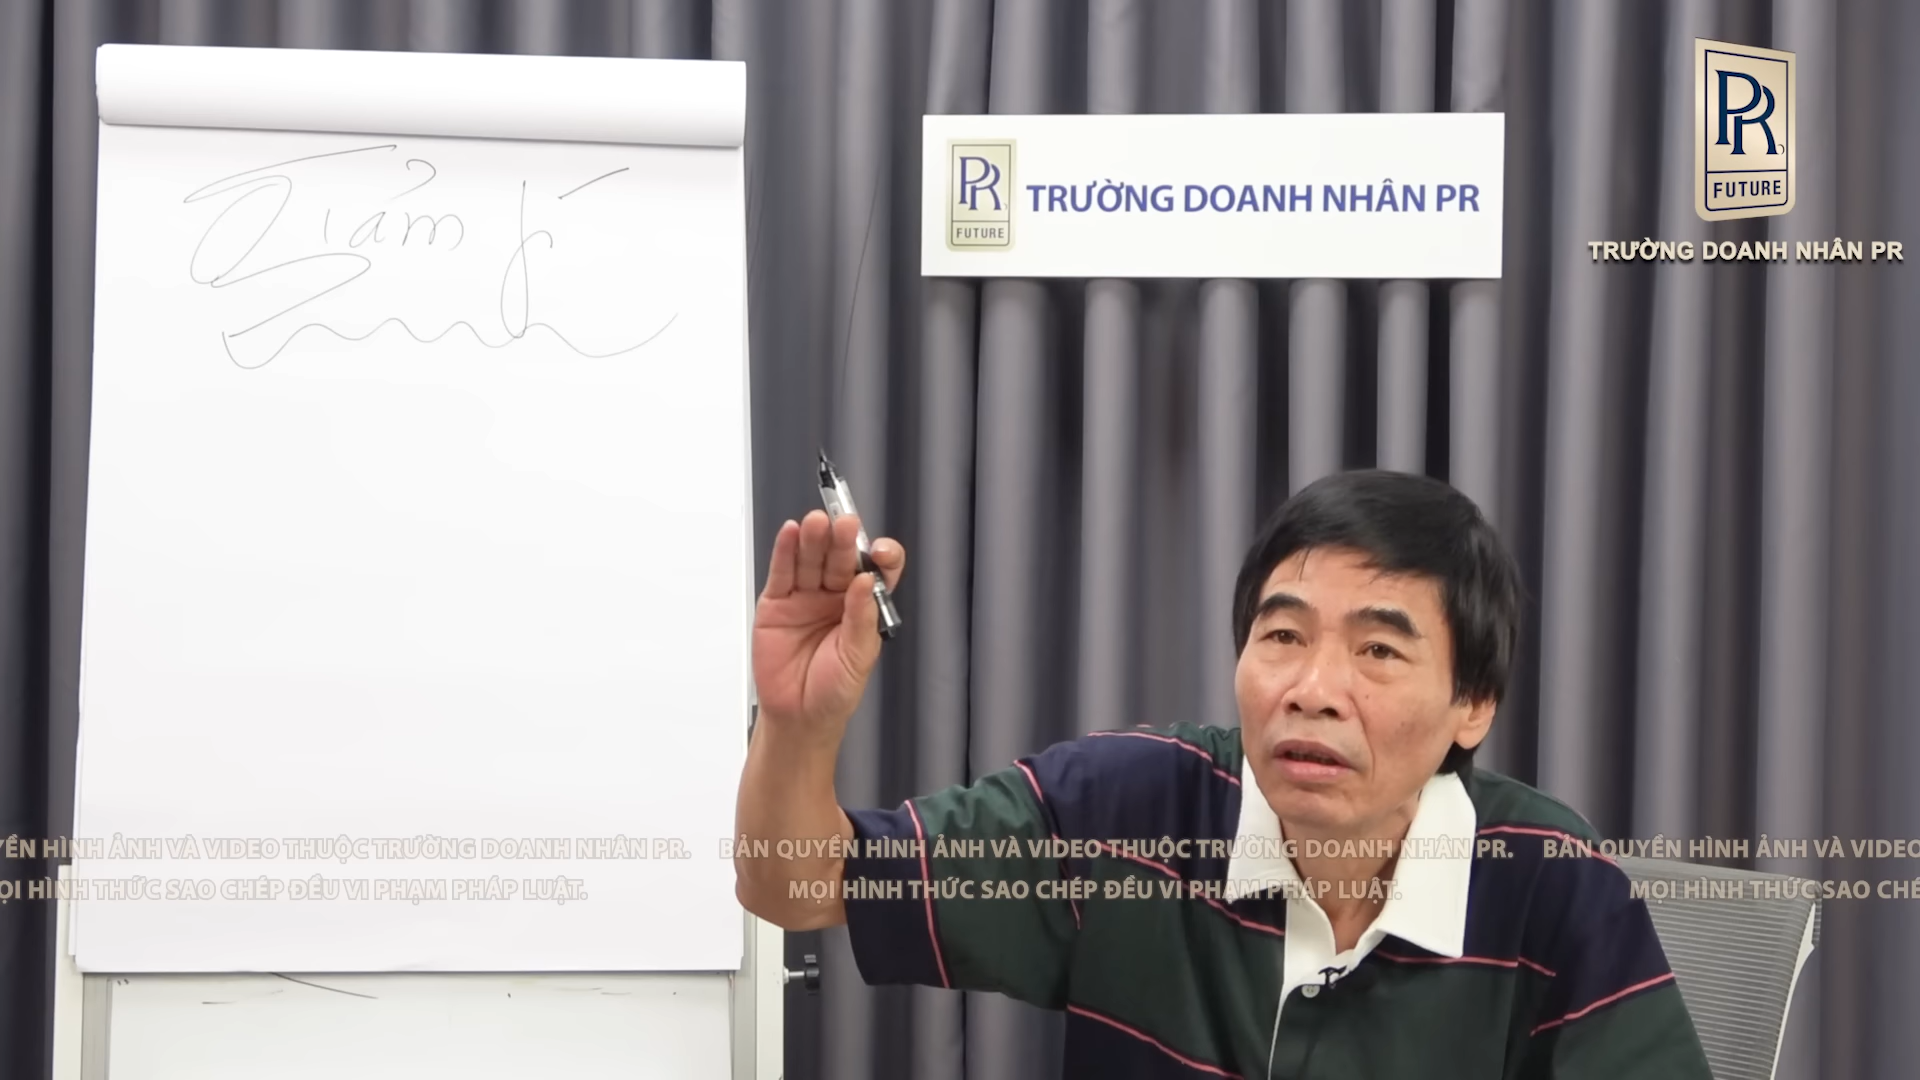 Giảm lí
PR
FUTURE
TRƯỜNG DOANH NHÂN PR
PR
FUTURE
TRƯỜNG DOANH NHÂN PR
ỀN HÌNH ẢNH VÀ VIDEO THUỘC TRƯỜNG DOANH NHÂN PR. BẢN QUYỀN HÌNH ẢNH VÀ VIDEO THUỘC TRƯỜNG DOANH NHÂN PR. BẢN QUYỀN HÌNH ẢNH VÀ VIDEO
ỌI HÌNH THỨC SAO CHÉP ĐỀU VI PHẠM PHÁP LUẬT. MỌI HÌNH THỨC SAO CHÉP ĐỀU VI PHẠM PHÁP LUẬT. MỌI HÌNH THỨC SAO CHÉ